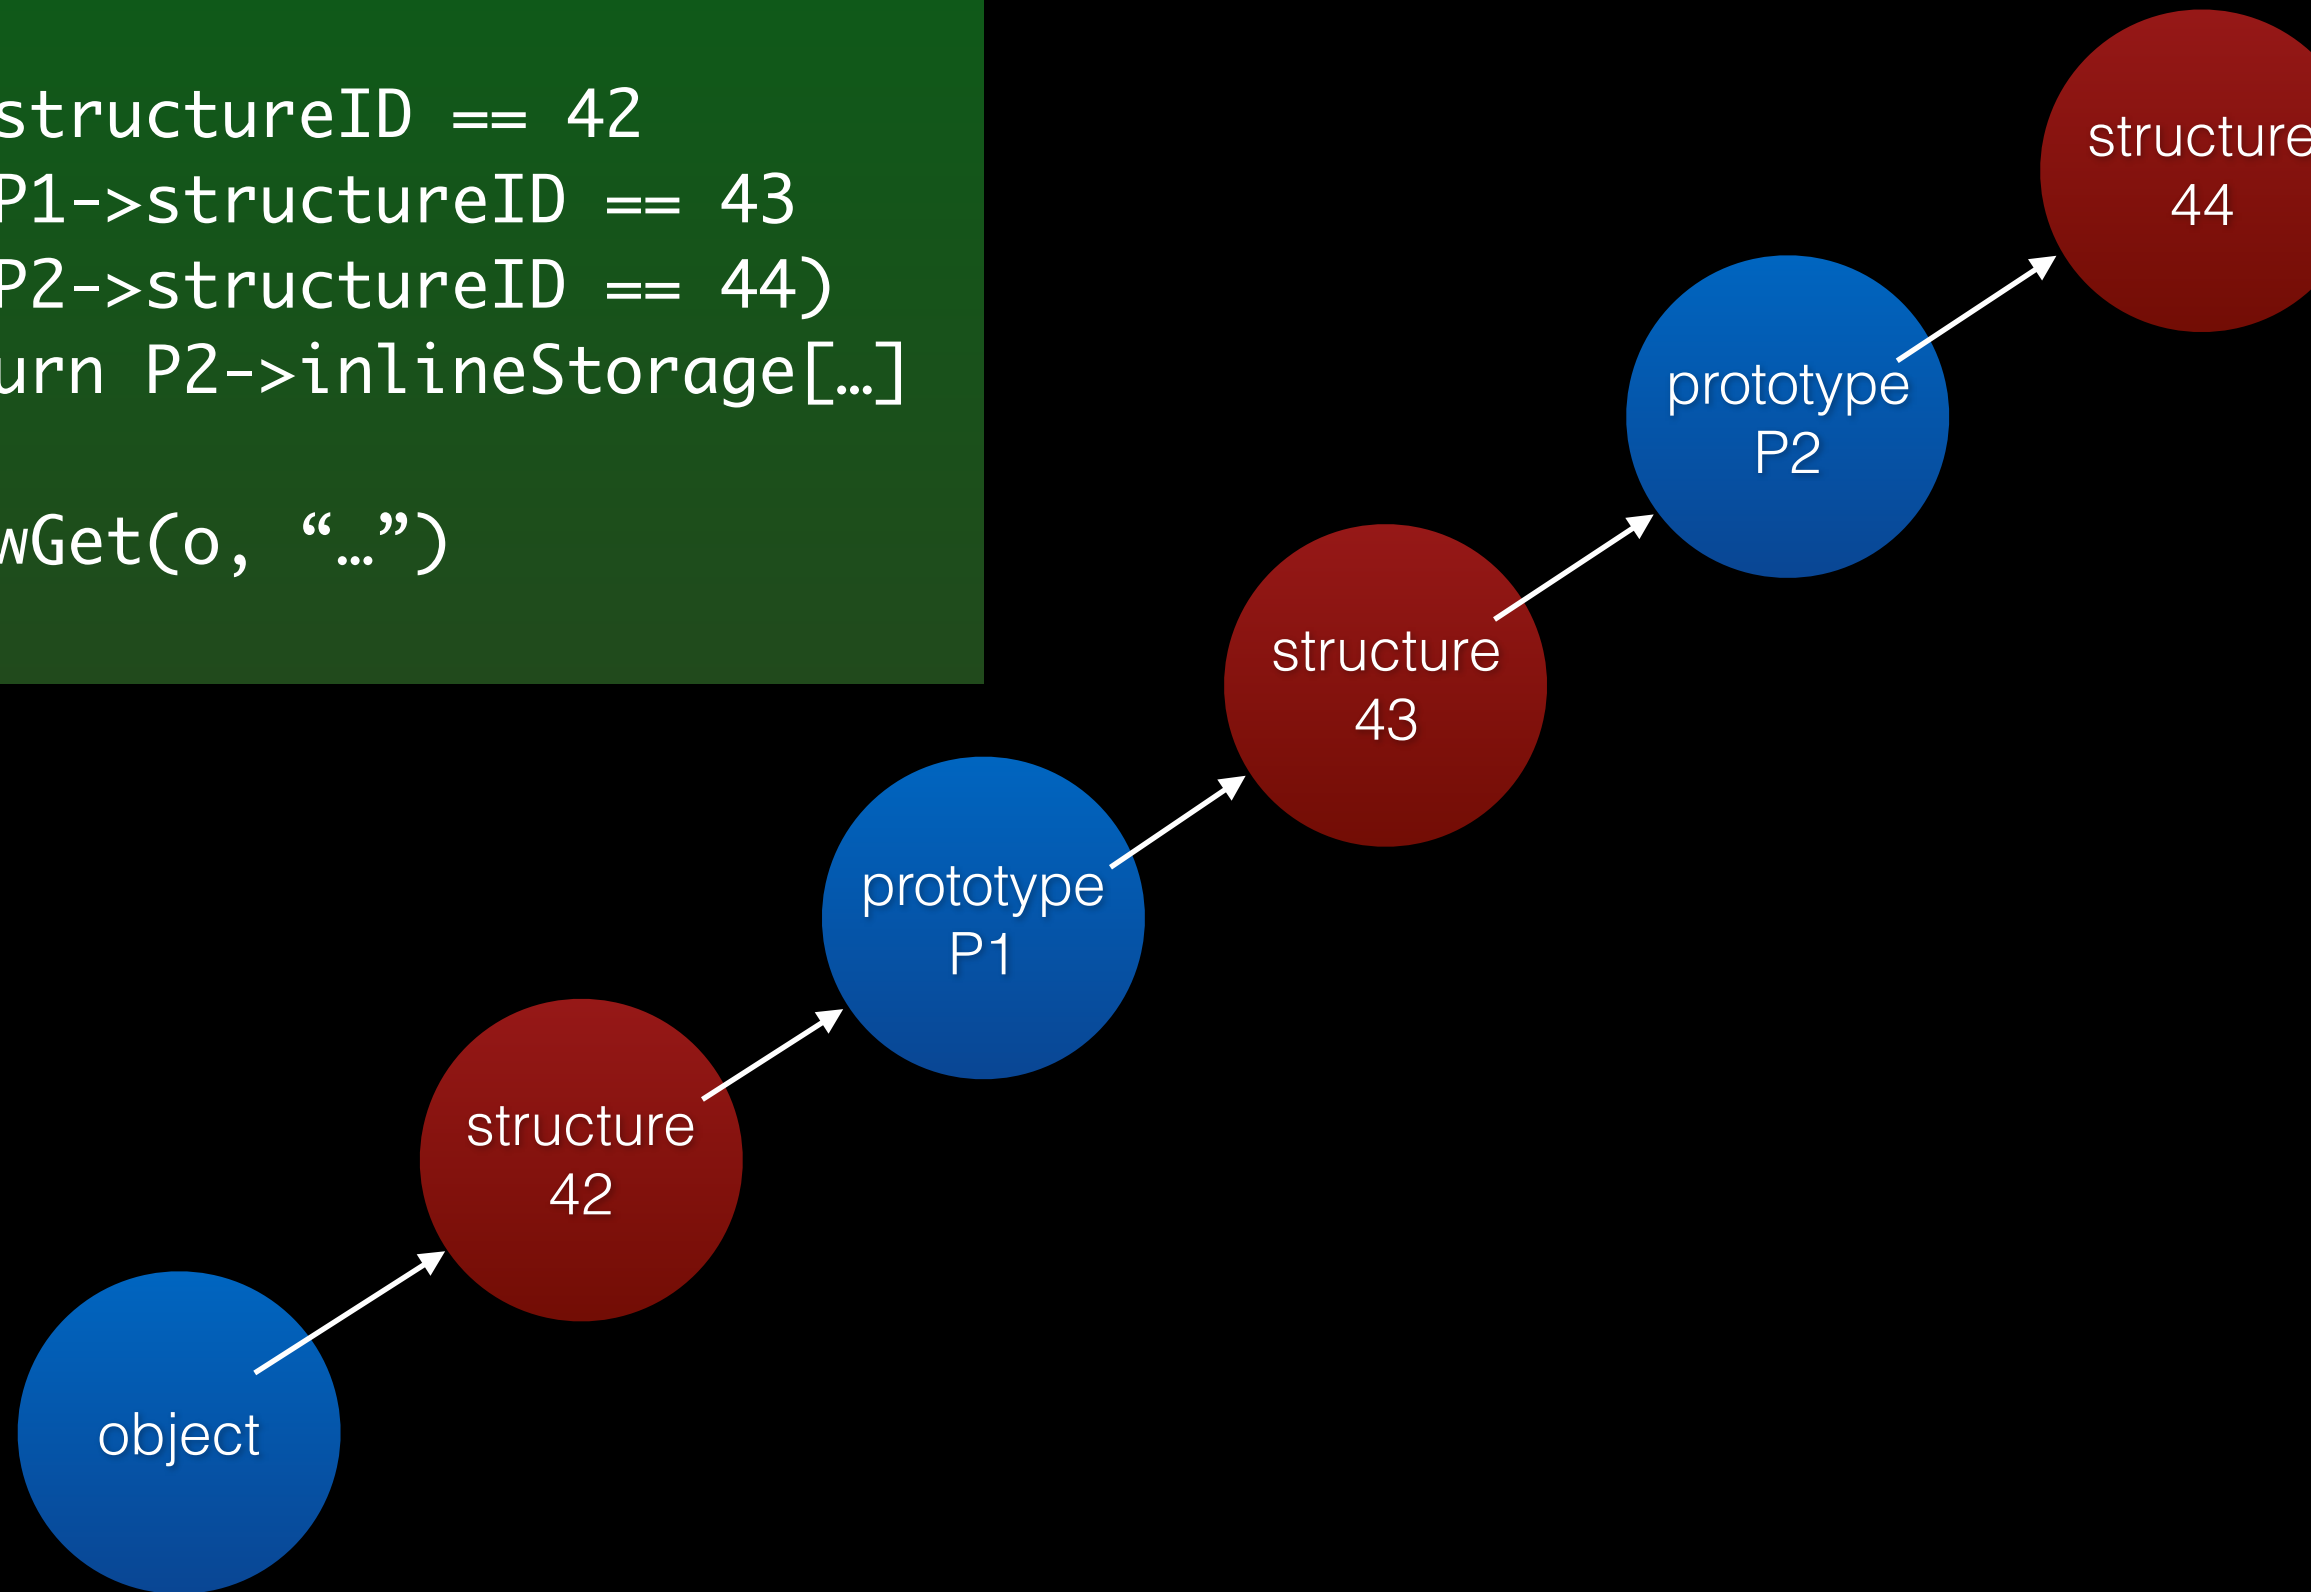 structureID == 42
P1->structureID == 43
P2->structureID == 44)
urn P2->inlineStorage[…]
wGet(o, “…”)
structure
44
prototype
P2
structure
43
prototype
P1
structure
42
object